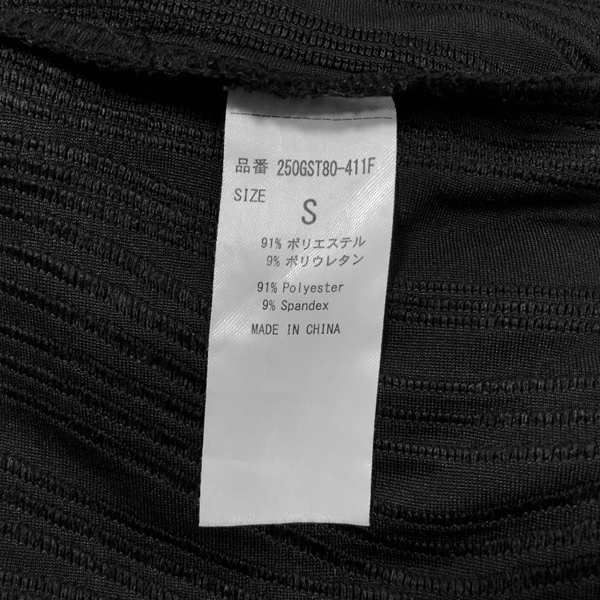 品番 250GST80-411F
SIZE
S
91% ポリエステル
9% ポリウレタン
91% Polyester
9% Spandex
MADE IN CHINA